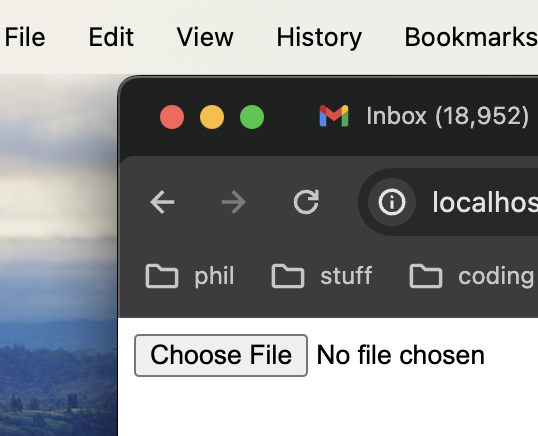 File Edit View History Bookmarks
Inbox (18,952)
localhos
phil stuff coding
Choose File No file chosen